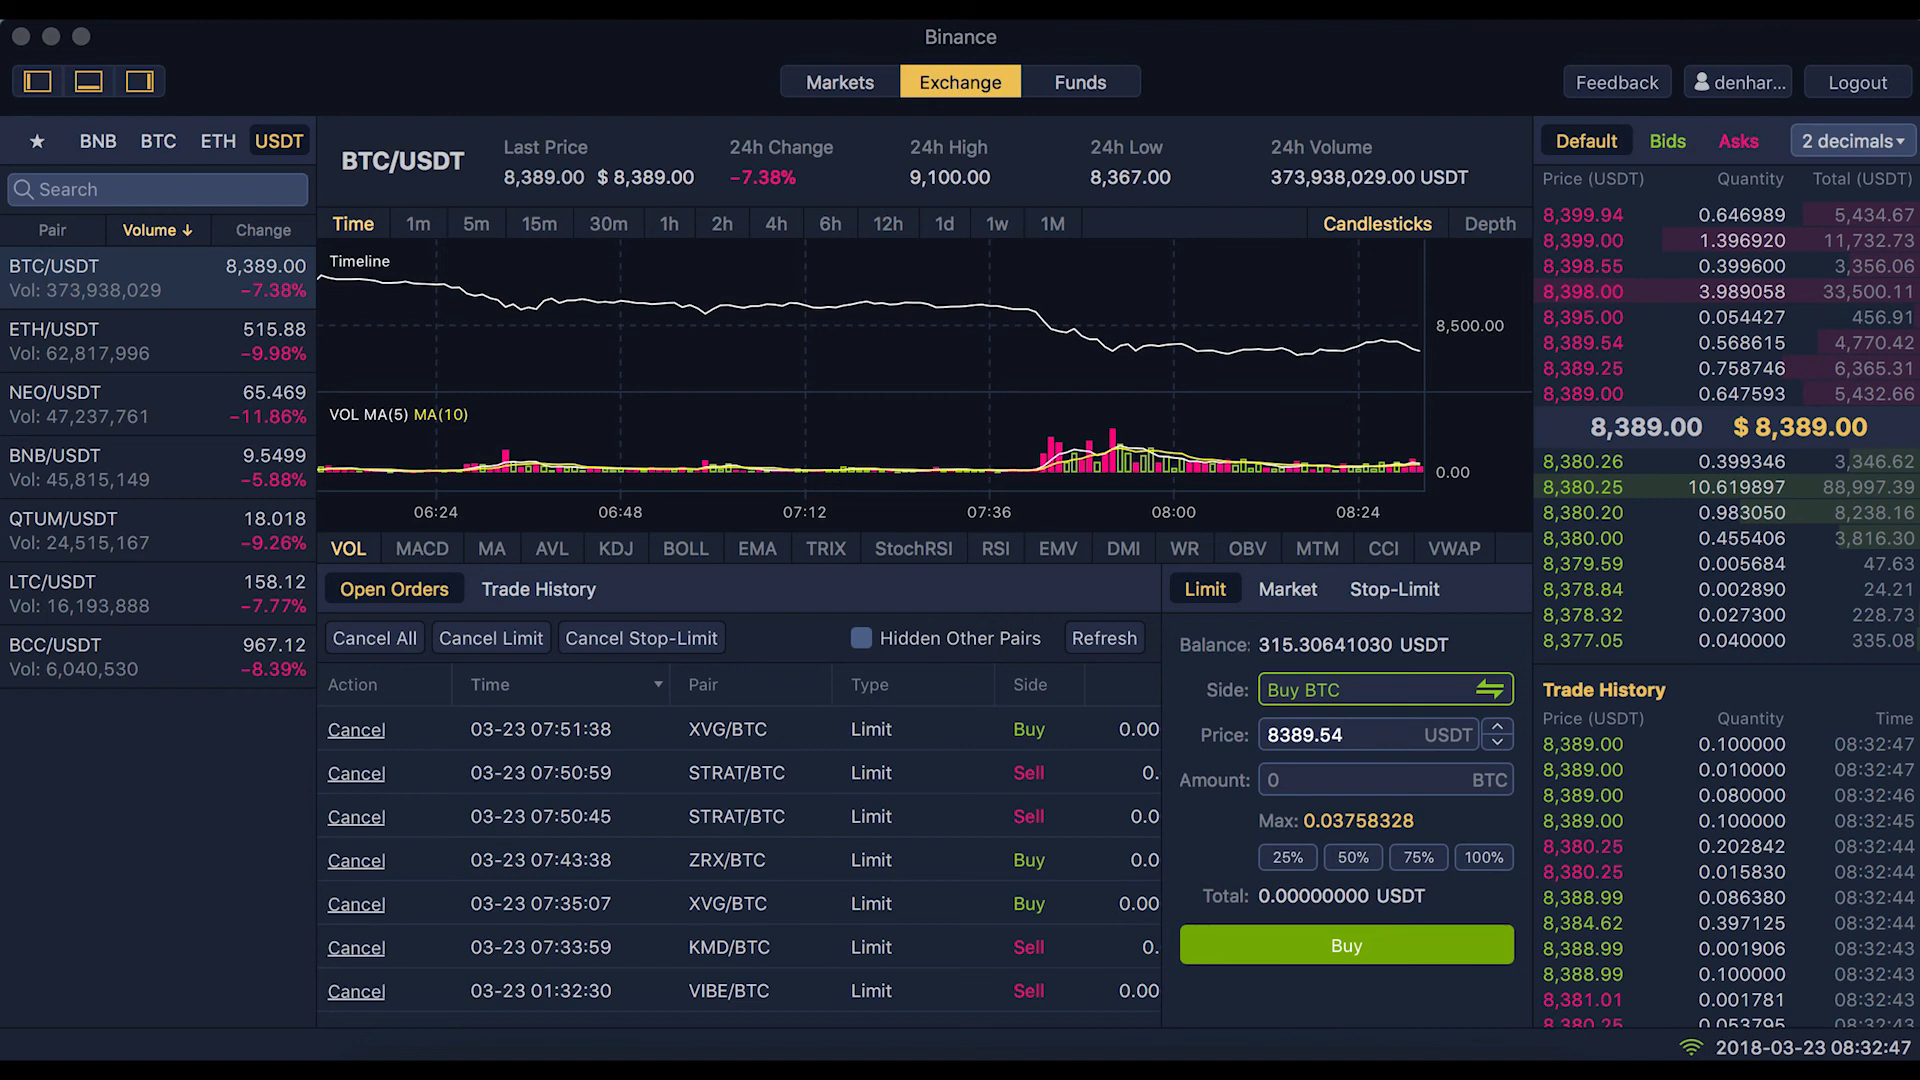 Binance
Markets Exchange Funds
Feedback denhar... Logout
★ BNB BTC ETH USDT
Search
Pair Volume ↓ Change
BTC/USDT 8,389.00
Vol: 373,938,029 −7.38%
ETH/USDT 515.88
Vol: 62,817,996 −9.98%
NEO/USDT 65.469
Vol: 47,237,761 −11.86%
BNB/USDT 9.5499
Vol: 45,815,149 −5.88%
QTUM/USDT 18.018
Vol: 24,515,167 −9.26%
LTC/USDT 158.12
Vol: 16,193,888 −7.77%
BCC/USDT 967.12
Vol: 6,040,530 −8.39%
BTC/USDT
Last Price 24h Change 24h High 24h Low 24h Volume
8,389.00 $ 8,389.00 −7.38% 9,100.00 8,367.00 373,938,029.00 USDT
Time 1m 5m 15m 30m 1h 2h 4h 6h 12h 1d 1w 1M Candlesticks Depth
Timeline
8,500.00
VOL MA(5) MA(10)
0.00
06:24 06:48 07:12 07:36 08:00 08:24
VOL MACD MA AVL KDJ BOLL EMA TRIX StochRSI RSI EMV DMI WR OBV MTM CCI VWAP
Open Orders Trade History
Cancel All Cancel Limit Cancel Stop-Limit Hidden Other Pairs Refresh
Action Time Pair Type Side
Cancel 03-23 07:51:38 XVG/BTC Limit Buy 0.00
Cancel 03-23 07:50:59 STRAT/BTC Limit Sell 0.
Cancel 03-23 07:50:45 STRAT/BTC Limit Sell 0.0
Cancel 03-23 07:43:38 ZRX/BTC Limit Buy 0.0
Cancel 03-23 07:35:07 XVG/BTC Limit Buy 0.00
Cancel 03-23 07:33:59 KMD/BTC Limit Sell 0.
Cancel 03-23 01:32:30 VIBE/BTC Limit Sell 0.00
Limit Market Stop-Limit
Balance: 315.30641030 USDT
Side: Buy BTC
Price: 8389.54 USDT
Amount: 0 BTC
Max: 0.03758328
25% 50% 75% 100%
Total: 0.00000000 USDT
Buy
Default Bids Asks 2 decimals
Price (USDT) Quantity Total (USDT)
8,399.94 0.646989 5,434.67
8,399.00 1.396920 11,732.73
8,398.55 0.399600 3,356.06
8,398.00 3.989058 33,500.11
8,395.00 0.054427 456.91
8,389.54 0.568615 4,770.42
8,389.25 0.758746 6,365.31
8,389.00 0.647593 5,432.66
8,389.00 $ 8,389.00
8,380.26 0.399346 3,346.62
8,380.25 10.619897 88,997.39
8,380.20 0.983050 8,238.16
8,380.00 0.455406 3,816.30
8,379.59 0.005684 47.63
8,378.84 0.002890 24.21
8,378.32 0.027300 228.73
8,377.05 0.040000 335.08
Trade History
Price (USDT) Quantity Time
8,389.00 0.100000 08:32:47
8,389.00 0.010000 08:32:47
8,389.00 0.080000 08:32:46
8,389.00 0.100000 08:32:45
8,380.25 0.202842 08:32:44
8,380.25 0.015830 08:32:44
8,388.99 0.086380 08:32:44
8,384.62 0.397125 08:32:44
8,388.99 0.001906 08:32:43
8,388.99 0.100000 08:32:43
8,381.01 0.001781 08:32:43
8,380.25 0.053795 08:32:43
2018-03-23 08:32:47